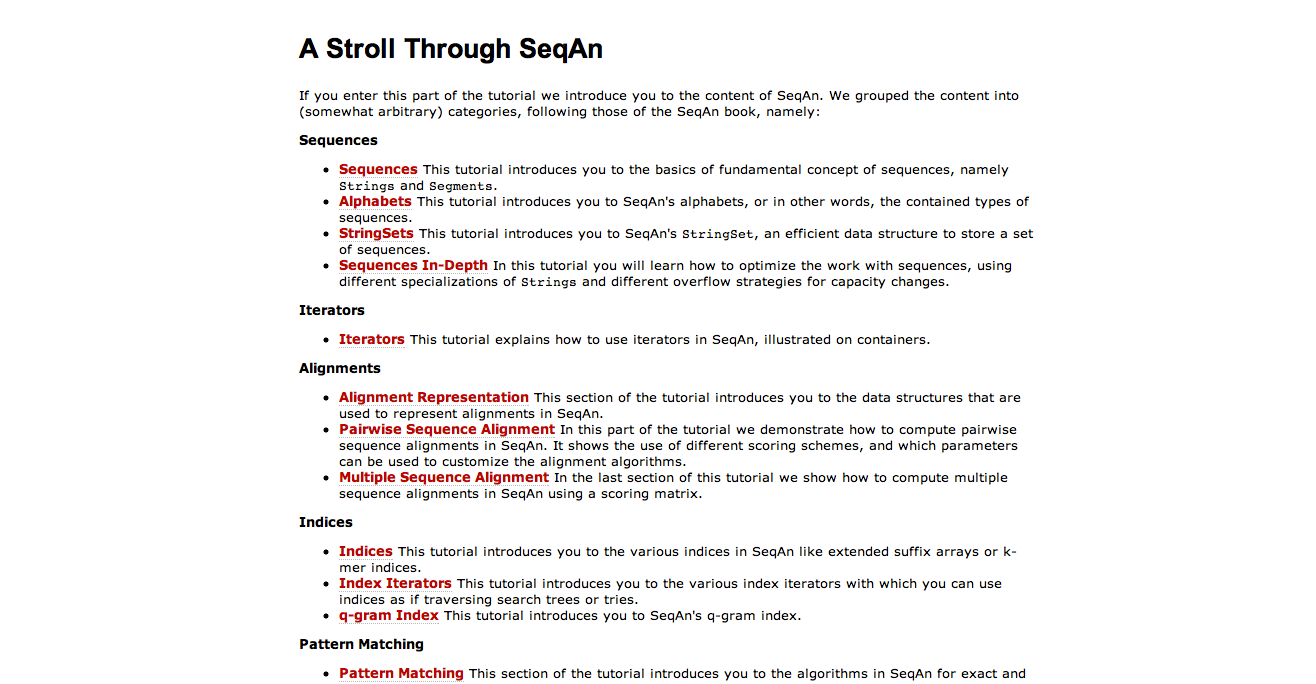 A Stroll Through SeqAn
If you enter this part of the tutorial we introduce you to the content of SeqAn. We grouped the content into
(somewhat arbitrary) categories, following those of the SeqAn book, namely:
Sequences
• Sequences This tutorial introduces you to the basics of fundamental concept of sequences, namely
Strings and Segments.
• Alphabets This tutorial introduces you to SeqAn's alphabets, or in other words, the contained types of
sequences.
• StringSets This tutorial introduces you to SeqAn's StringSet, an efficient data structure to store a set
of sequences.
• Sequences In-Depth In this tutorial you will learn how to optimize the work with sequences, using
different specializations of Strings and different overflow strategies for capacity changes.
Iterators
• Iterators This tutorial explains how to use iterators in SeqAn, illustrated on containers.
Alignments
• Alignment Representation This section of the tutorial introduces you to the data structures that are
used to represent alignments in SeqAn.
• Pairwise Sequence Alignment In this part of the tutorial we demonstrate how to compute pairwise
sequence alignments in SeqAn. It shows the use of different scoring schemes, and which parameters
can be used to customize the alignment algorithms.
• Multiple Sequence Alignment In the last section of this tutorial we show how to compute multiple
sequence alignments in SeqAn using a scoring matrix.
Indices
• Indices This tutorial introduces you to the various indices in SeqAn like extended suffix arrays or k-
mer indices.
• Index Iterators This tutorial introduces you to the various index iterators with which you can use
indices as if traversing search trees or tries.
• q-gram Index This tutorial introduces you to SeqAn's q-gram index.
Pattern Matching
• Pattern Matching This section of the tutorial introduces you to the algorithms in SeqAn for exact and